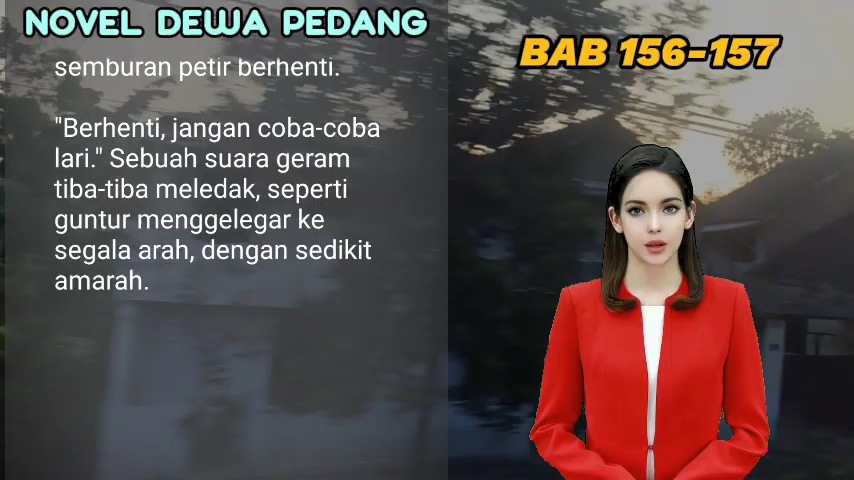 NOVEL DEWA PEDANG
BAB 156-157
semburan petir berhenti.
"Berhenti, jangan coba-coba
lari." Sebuah suara geram
tiba-tiba meledak, seperti
guntur menggelegar ke
segala arah, dengan sedikit
amarah.